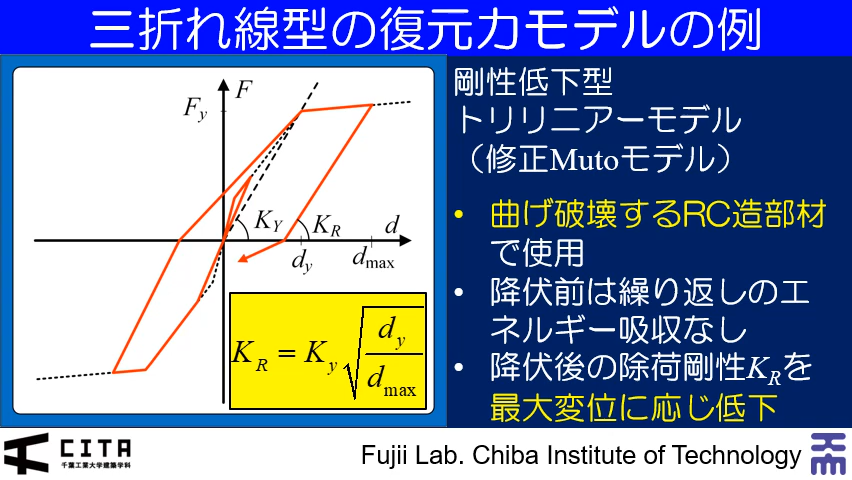 三折れ線型の復元力モデルの例
F
F_y
K_Y
K_R
d
d_y
d_max
K_R = K_y √(d_y / d_max)
剛性低下型
トリリニアーモデル
(修正Mutoモデル)
• 曲げ破壊するRC造部材
で使用
• 降伏前は繰り返しのエ
ネルギー吸収なし
• 降伏後の除荷剛性K_Rを
最大変位に応じ低下
CITA
千葉工業大学建築学科
Fujii Lab. Chiba Institute of Technology